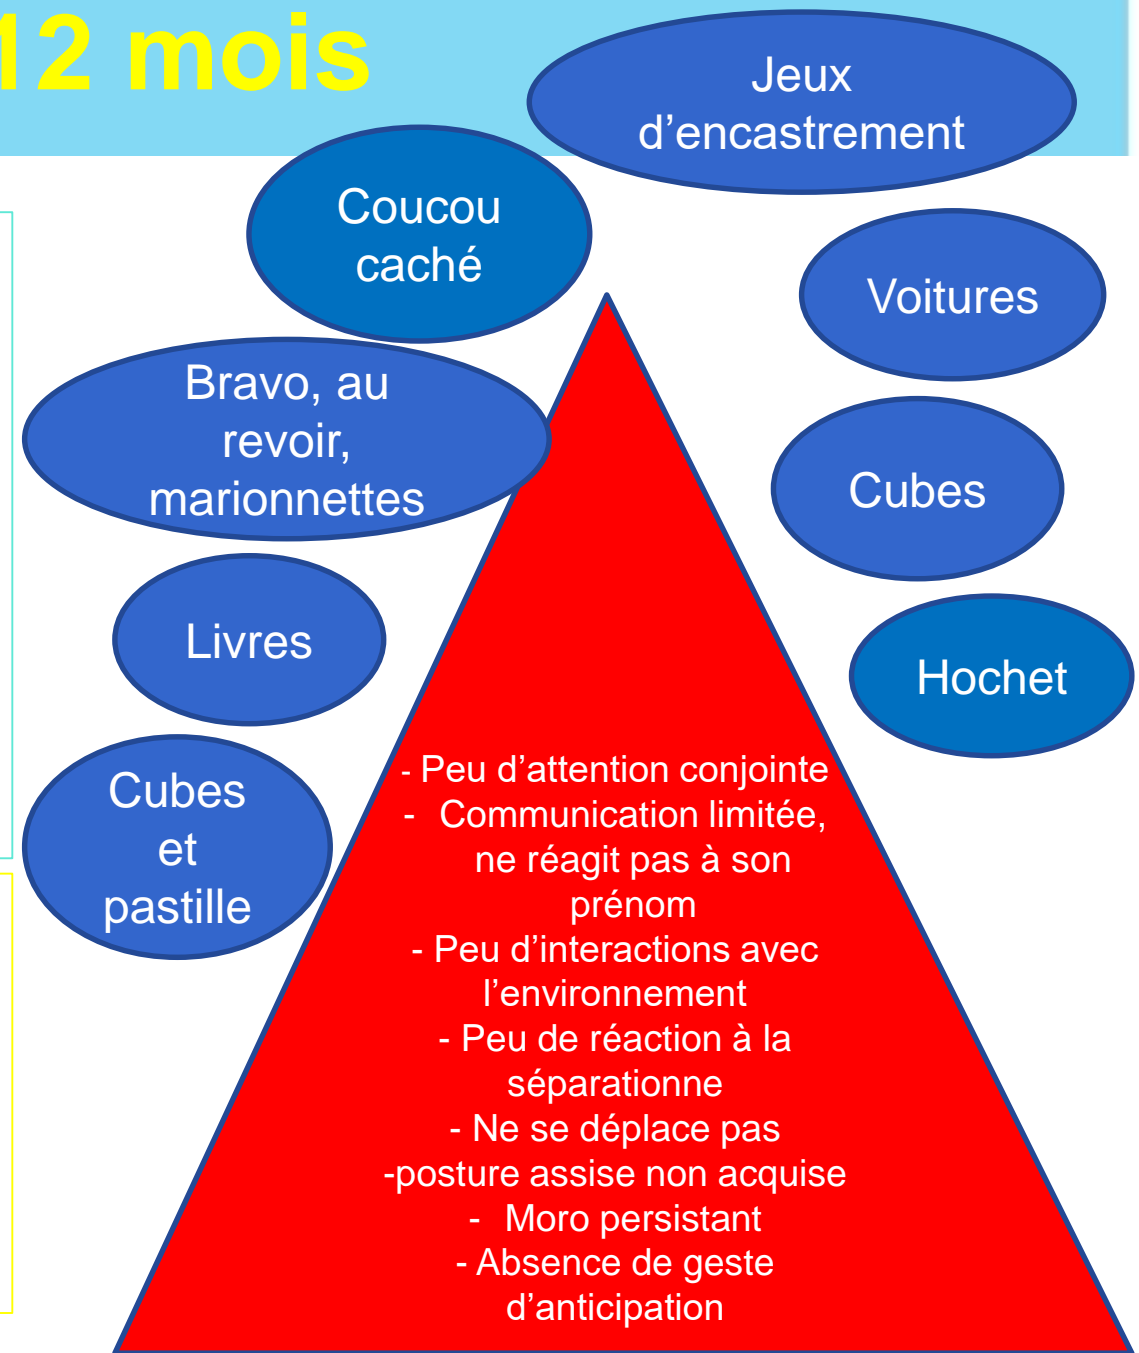 12 mois
Jeux
d’encastrement
Coucou
caché
Voitures
Bravo, au
revoir,
marionnettes
Cubes
Livres
Hochet
Cubes
et
pastille
- Peu d’attention conjointe
- Communication limitée,
ne réagit pas à son
prénom
- Peu d’interactions avec
l’environnement
- Peu de réaction à la
séparationne
- Ne se déplace pas
-posture assise non acquise
- Moro persistant
- Absence de geste
d’anticipation